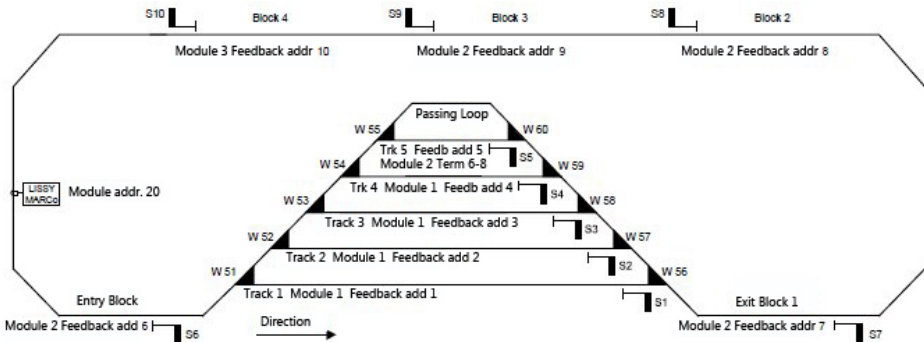 S10
Block 4
S9
Block 3
S8
Block 2
Module 3 Feedback addr 10
Module 2 Feedback addr 9
Module 2 Feedback addr 8
Passing Loop
W 55
W 60
Trk 5 Feedb add 5
S5
Module 2 Term 6-8
W 54
W 59
LISSY
MARCo
Module addr. 20
Trk 4 Module 1 Feedb add 4
S4
W 53
W 58
Track 3 Module 1 Feedback add 3
S3
W 52
W 57
Track 2 Module 1 Feedback add 2
S2
W 51
W 56
Track 1 Module 1 Feedback add 1
S1
Entry Block
Exit Block 1
Module 2 Feedback add 6
S6
Direction
Module 2 Feedback addr 7
S7